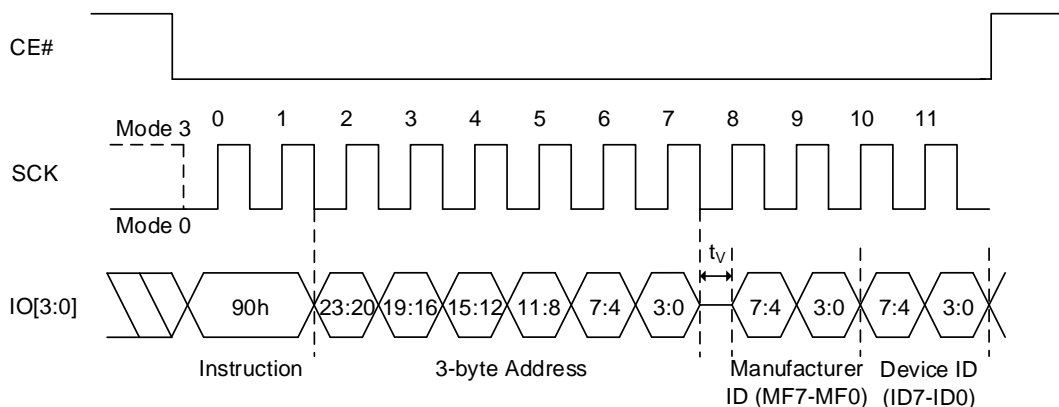 CE#
0 1 2 3 4 5 6 7 8 9 10 11
Mode 3
SCK
Mode 0
tV
IO[3:0]
90h 23:20 19:16 15:12 11:8 7:4 3:0 7:4 3:0 7:4 3:0
Instruction 3-byte Address Manufacturer Device ID
ID (MF7-MF0) (ID7-ID0)